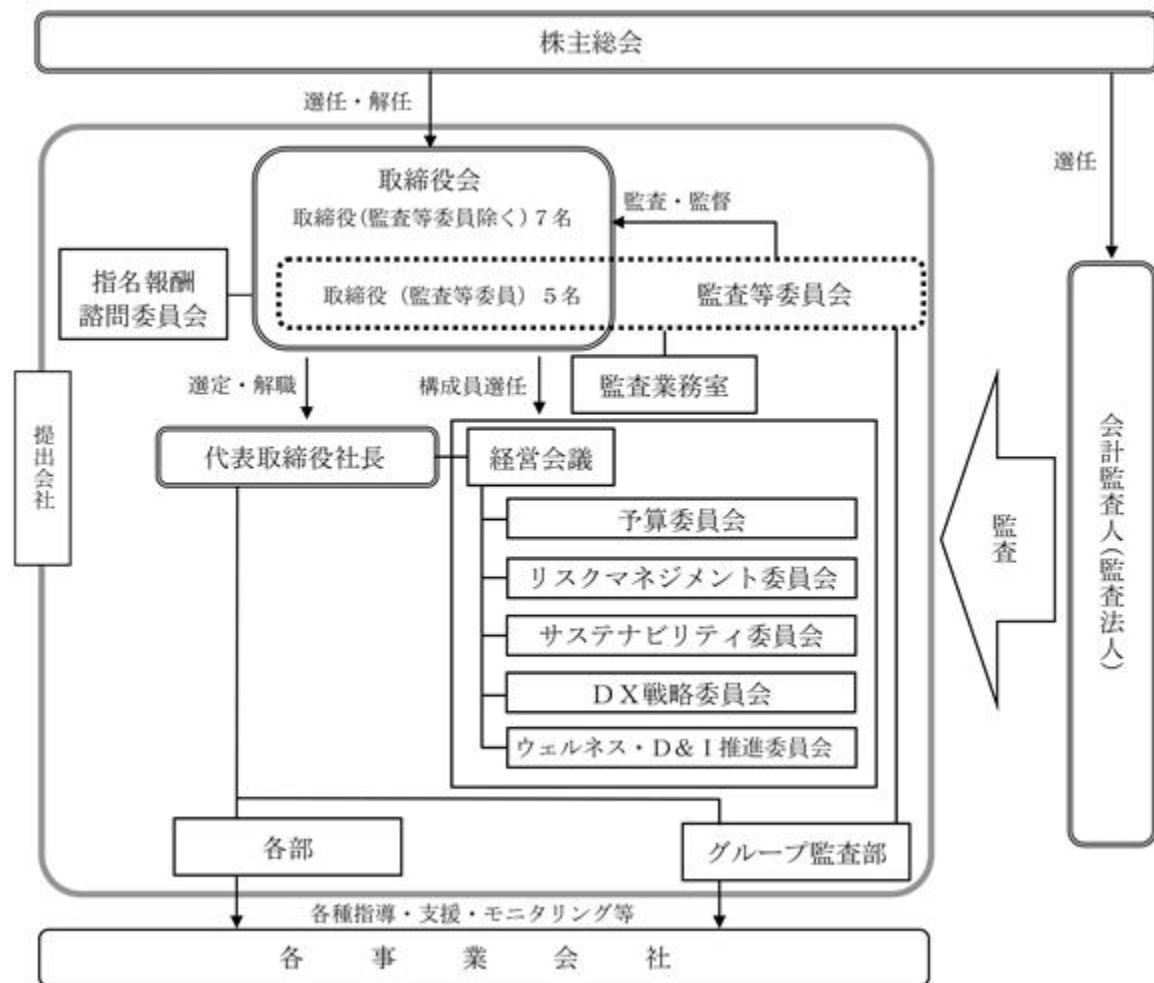 株主総会
選任・解任
選任
取締役会
取締役(監査等委員除く)7名
監査・監督
指名報酬
諮問委員会
取締役(監査等委員)5名
監査等委員会
選定・解職
構成員選任
監査業務室
提出会社
代表取締役社長
経営会議
予算委員会
リスクマネジメント委員会
サステナビリティ委員会
DX戦略委員会
ウェルネス・D&I推進委員会
監査
会計監査人(監査法人)
各部
グループ監査部
各種指導・支援・モニタリング等
各事業会社